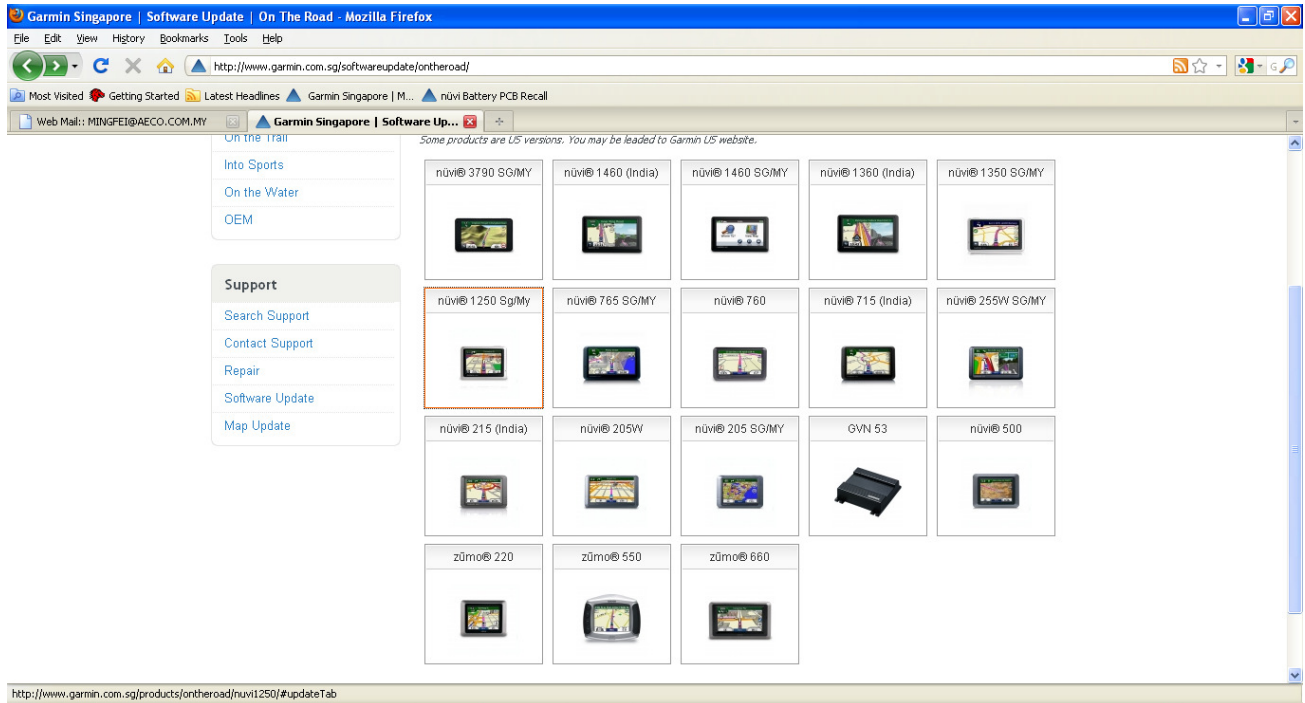 Garmin Singapore | Software Update | On The Road - Mozilla Firefox
File Edit View History Bookmarks Tools Help
http://www.garmin.com.sg/softwareupdate/ontheroad/
Most Visited Getting Started Latest Headlines Garmin Singapore | M... nüvi Battery PCB Recall
Web Mail:: MINGFEI@AECO.COM.MY Garmin Singapore | Software Up...
On the Trail
Into Sports
On the Water
OEM
Support
Search Support
Contact Support
Repair
Software Update
Map Update
Some products are US versions. You may be leaded to Garmin US website.
nüvi® 3790 SG/MY nüvi® 1460 (India) nüvi® 1460 SG/MY nüvi® 1360 (India) nüvi® 1350 SG/MY
nüvi® 1250 Sg/My nüvi® 765 SG/MY nüvi® 760 nüvi® 715 (India) nüvi® 255W SG/MY
nüvi® 215 (India) nüvi® 205W nüvi® 205 SG/MY GVN 53 nüvi® 500
zūmo® 220 zūmo® 550 zūmo® 660
http://www.garmin.com.sg/products/ontheroad/nuvi1250/#updateTab